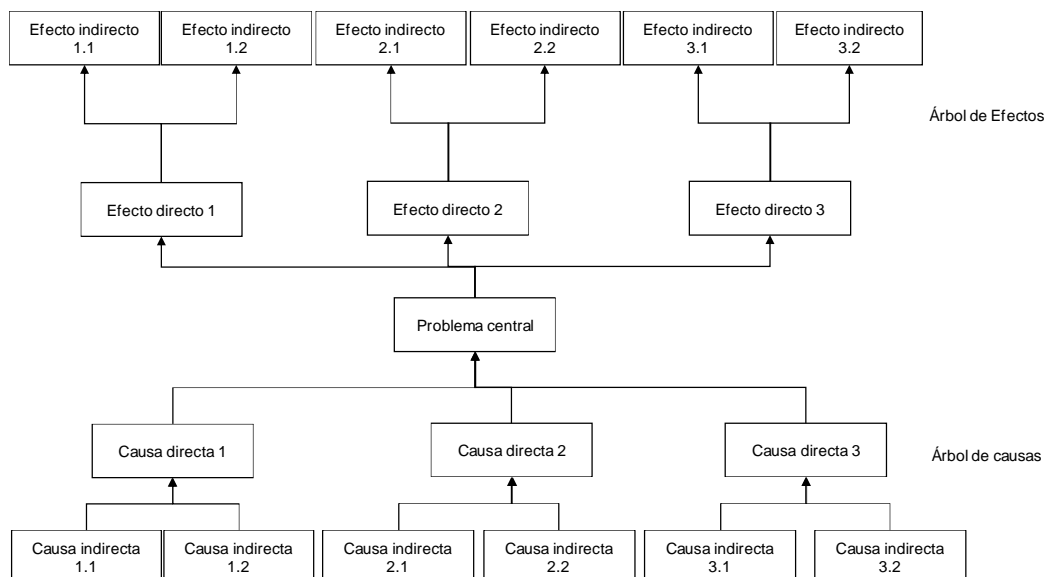 Efecto indirecto
1.1
Efecto indirecto
1.2
Efecto indirecto
2.1
Efecto indirecto
2.2
Efecto indirecto
3.1
Efecto indirecto
3.2
Árbol de Efectos
Efecto directo 1
Efecto directo 2
Efecto directo 3
Problema central
Causa directa 1
Causa directa 2
Causa directa 3
Árbol de causas
Causa indirecta
1.1
Causa indirecta
1.2
Causa indirecta
2.1
Causa indirecta
2.2
Causa indirecta
3.1
Causa indirecta
3.2